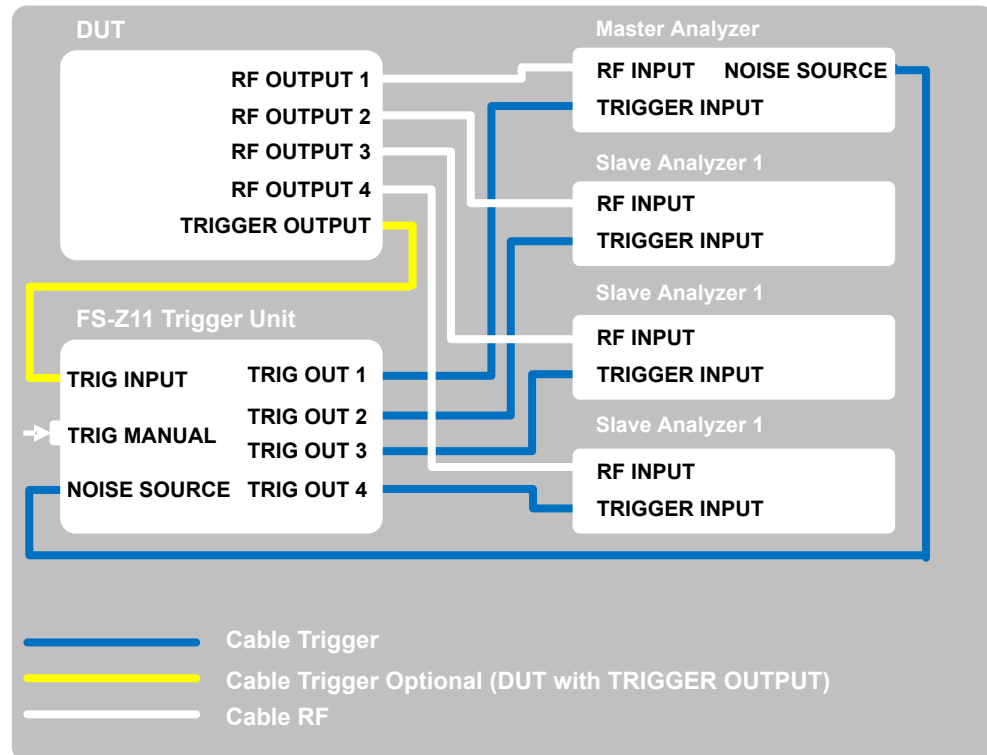 DUT
RF OUTPUT 1
RF OUTPUT 2
RF OUTPUT 3
RF OUTPUT 4
TRIGGER OUTPUT
Master Analyzer
RF INPUT NOISE SOURCE
TRIGGER INPUT
Slave Analyzer 1
RF INPUT
TRIGGER INPUT
Slave Analyzer 1
RF INPUT
TRIGGER INPUT
Slave Analyzer 1
RF INPUT
TRIGGER INPUT
FS-Z11 Trigger Unit
TRIG INPUT
TRIG MANUAL
NOISE SOURCE
TRIG OUT 1
TRIG OUT 2
TRIG OUT 3
TRIG OUT 4
Cable Trigger
Cable Trigger Optional (DUT with TRIGGER OUTPUT)
Cable RF